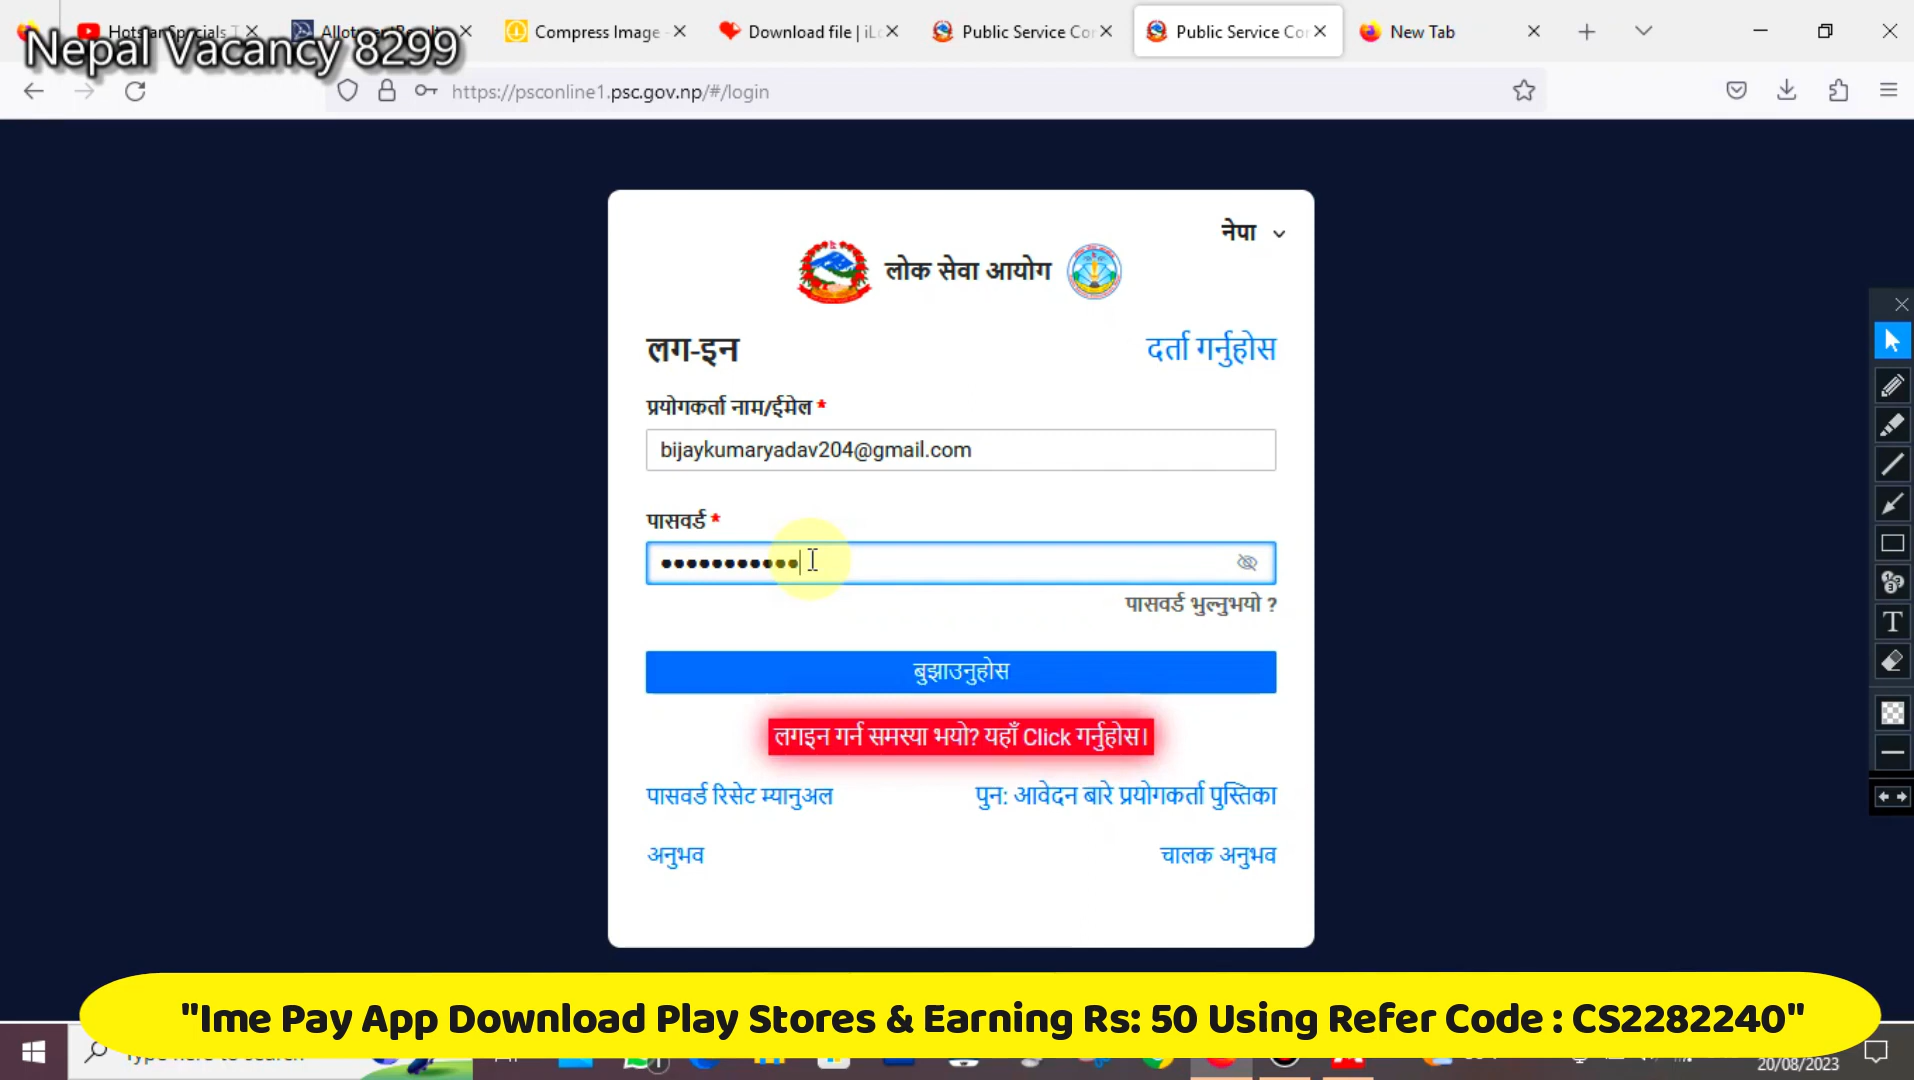 Nepal Vacancy 8299
Compress Image
Download file | iLo
Public Service Cor
Public Service Cor
New Tab
https://psconline1.psc.gov.np/#/login
नेपा
लोक सेवा आयोग
लग-इन
दर्ता गर्नुहोस
प्रयोगकर्ता नाम/ईमेल *
bijaykumaryadav204@gmail.com
पासवर्ड *
पासवर्ड भुल्नुभयो ?
बुझाउनुहोस
लगइन गर्न समस्या भयो? यहाँ Click गर्नुहोस।
पासवर्ड रिसेट म्यानुअल
पुन: आवेदन बारे प्रयोगकर्ता पुस्तिका
अनुभव
चालक अनुभव
T
"Ime Pay App Download Play Stores & Earning Rs: 50 Using Refer Code : CS2282240"
20/08/2023